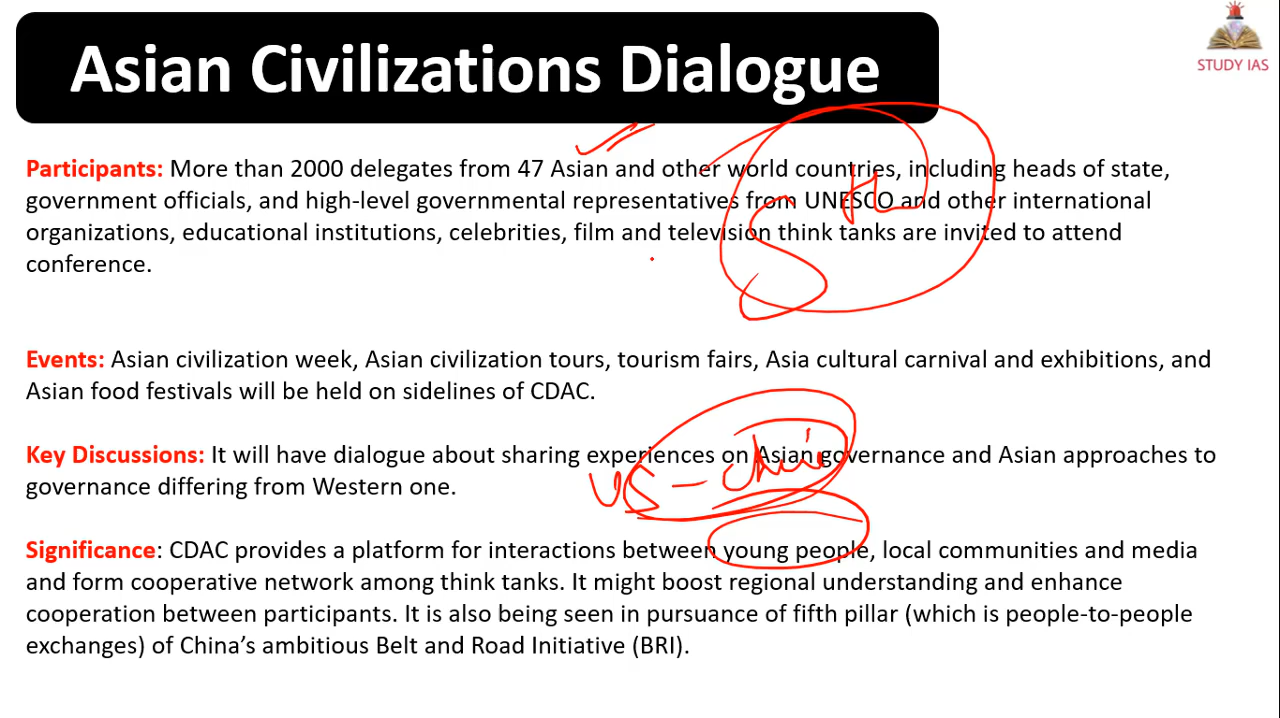 Asian Civilizations Dialogue
STUDY IAS
Participants: More than 2000 delegates from 47 Asian and other world countries, including heads of state,
government officials, and high-level governmental representatives from UNESCO and other international
organizations, educational institutions, celebrities, film and television think tanks are invited to attend
conference.
Events: Asian civilization week, Asian civilization tours, tourism fairs, Asia cultural carnival and exhibitions, and
Asian food festivals will be held on sidelines of CDAC.
Key Discussions: It will have dialogue about sharing experiences on Asian governance and Asian approaches to
governance differing from Western one.
US -
Significance: CDAC provides a platform for interactions between young people, local communities and media
and form cooperative network among think tanks. It might boost regional understanding and enhance
cooperation between participants. It is also being seen in pursuance of fifth pillar (which is people-to-people
exchanges) of China’s ambitious Belt and Road Initiative (BRI).